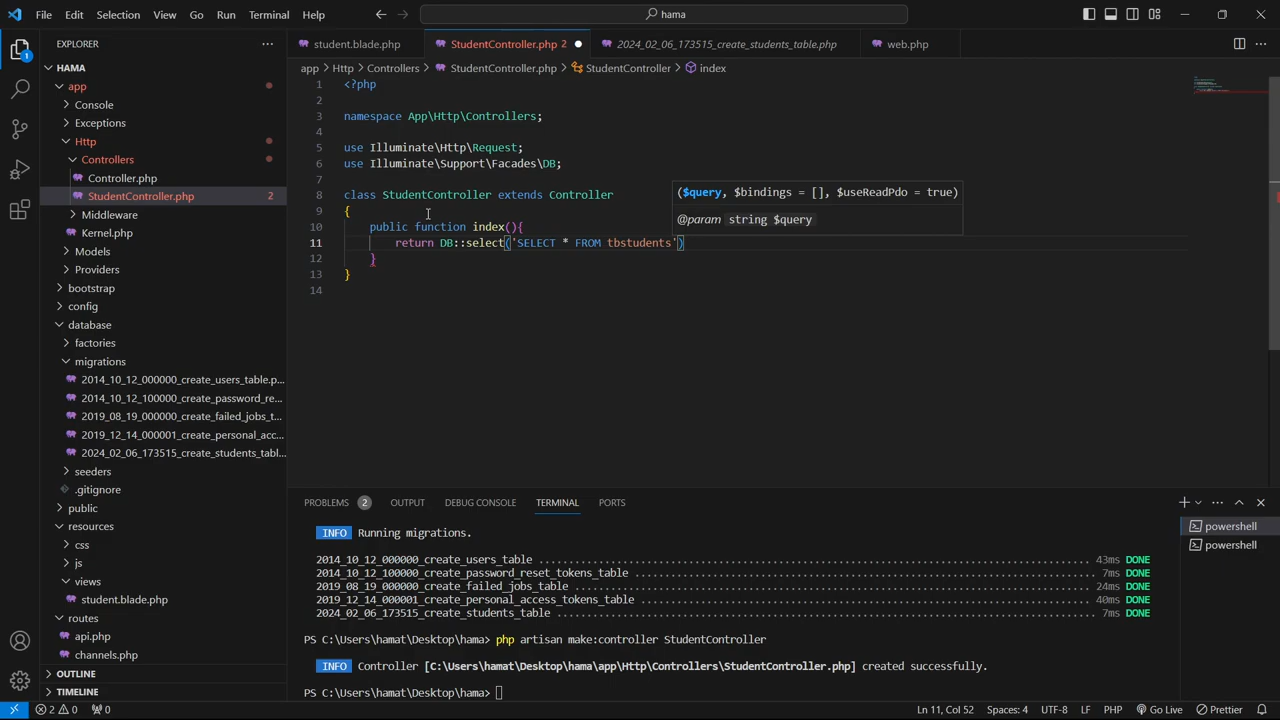 File Edit Selection View Go Run Terminal Help
hama
EXPLORER
HAMA
app
Console
Exceptions
Http
Controllers
Controller.php
StudentController.php 2
Middleware
Kernel.php
Models
Providers
bootstrap
config
database
factories
migrations
2014_10_12_000000_create_users_table.p...
2014_10_12_100000_create_password_re...
2019_08_19_000000_create_failed_jobs_t...
2019_12_14_000001_create_personal_acc...
2024_02_06_173515_create_students_tabl...
seeders
.gitignore
public
resources
css
js
views
student.blade.php
routes
api.php
channels.php
OUTLINE
TIMELINE
1
student.blade.php StudentController.php 2 2024_02_06_173515_create_students_table.php web.php
app > Http > Controllers > StudentController.php > StudentController > index
1 <?php
2
3 namespace App\Http\Controllers;
4
5 use Illuminate\Http\Request;
6 use Illuminate\Support\Facades\DB;
7
8 class StudentController extends Controller
9 {
10 public function index(){
11 return DB::select('SELECT * FROM tbstudents')
12 }
13 }
14
($query, $bindings = [], $useReadPdo = true)
@param string $query
PROBLEMS 2 OUTPUT DEBUG CONSOLE TERMINAL PORTS
powershell
powershell
INFO Running migrations.
2014_10_12_000000_create_users_table ........ 43ms DONE
2014_10_12_100000_create_password_reset_tokens_table ........ 7ms DONE
2019_08_19_000000_create_failed_jobs_table ........ 24ms DONE
2019_12_14_000001_create_personal_access_tokens_table ........ 40ms DONE
2024_02_06_173515_create_students_table ........ 7ms DONE
PS C:\Users\hamat\Desktop\hama> php artisan make:controller StudentController
INFO Controller [C:\Users\hamat\Desktop\hama\app\Http\Controllers\StudentController.php] created successfully.
PS C:\Users\hamat\Desktop\hama>
2 0 0 Ln 11, Col 52 Spaces: 4 UTF-8 LF PHP Go Live Prettier